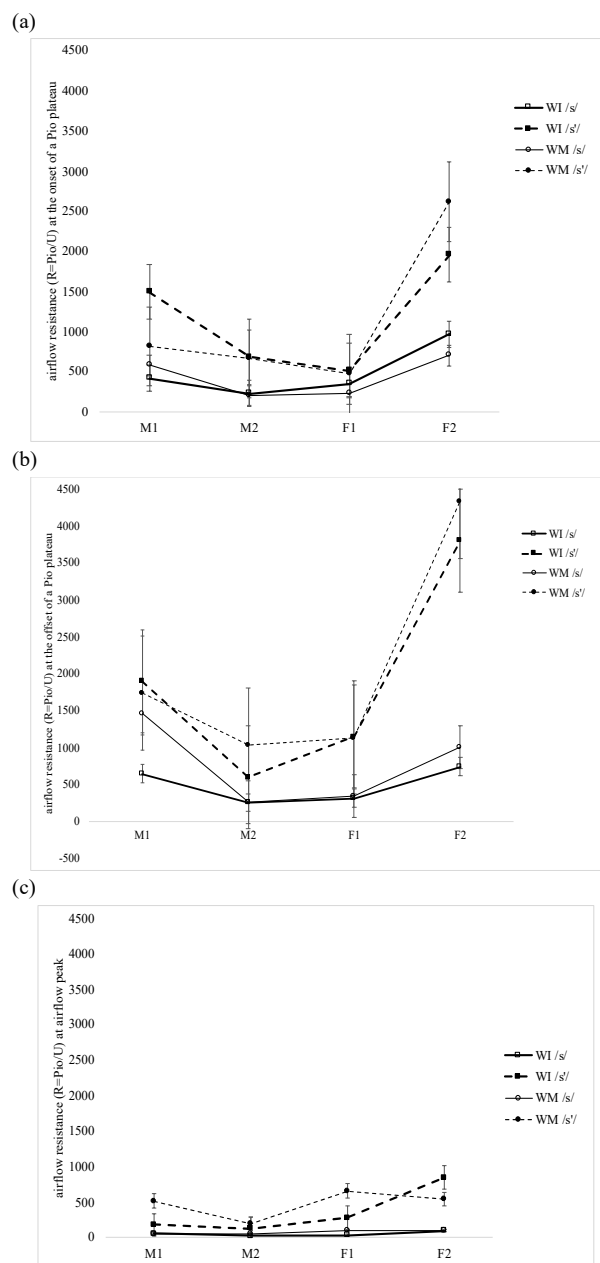 (a)
airflow resistance (R=Pio/U) at the onset of a Pio plateau
4500
4000
3500
3000
2500
2000
1500
1000
500
0
M1 M2 F1 F2
WI /s/
WI /s'/
WM /s/
WM /s'/
(b)
airflow resistance (R=Pio/U) at the offset of a Pio plateau
4500
4000
3500
3000
2500
2000
1500
1000
500
0
-500
M1 M2 F1 F2
WI /s/
WI /s'/
WM /s/
WM /s'/
(c)
airflow resistance (R=Pio/U) at airflow peak
4500
4000
3500
3000
2500
2000
1500
1000
500
0
M1 M2 F1 F2
WI /s/
WI /s'/
WM /s/
WM /s'/